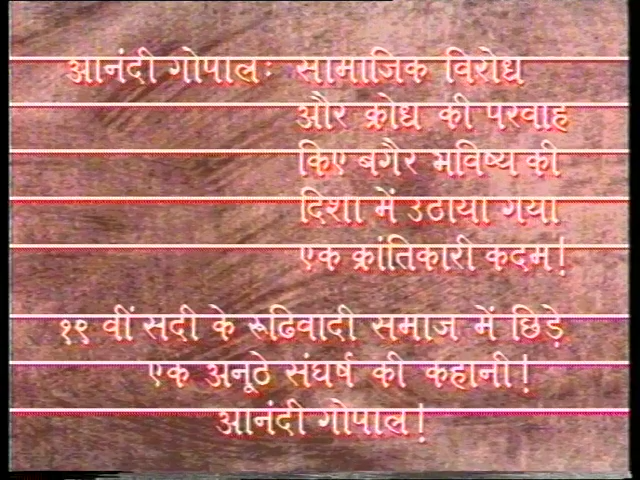 आनंदी गोपाल: सामाजिक विरोध
और क्रोध की परवाह
किए बगैर भविष्य की
दिशा में उठाया गया
एक क्रांतिकारी कदम!
१९ वीं सदी के रूढिवादी समाज में छिड़े
एक अनूठे संघर्ष की कहानी!
आनंदी गोपाल!